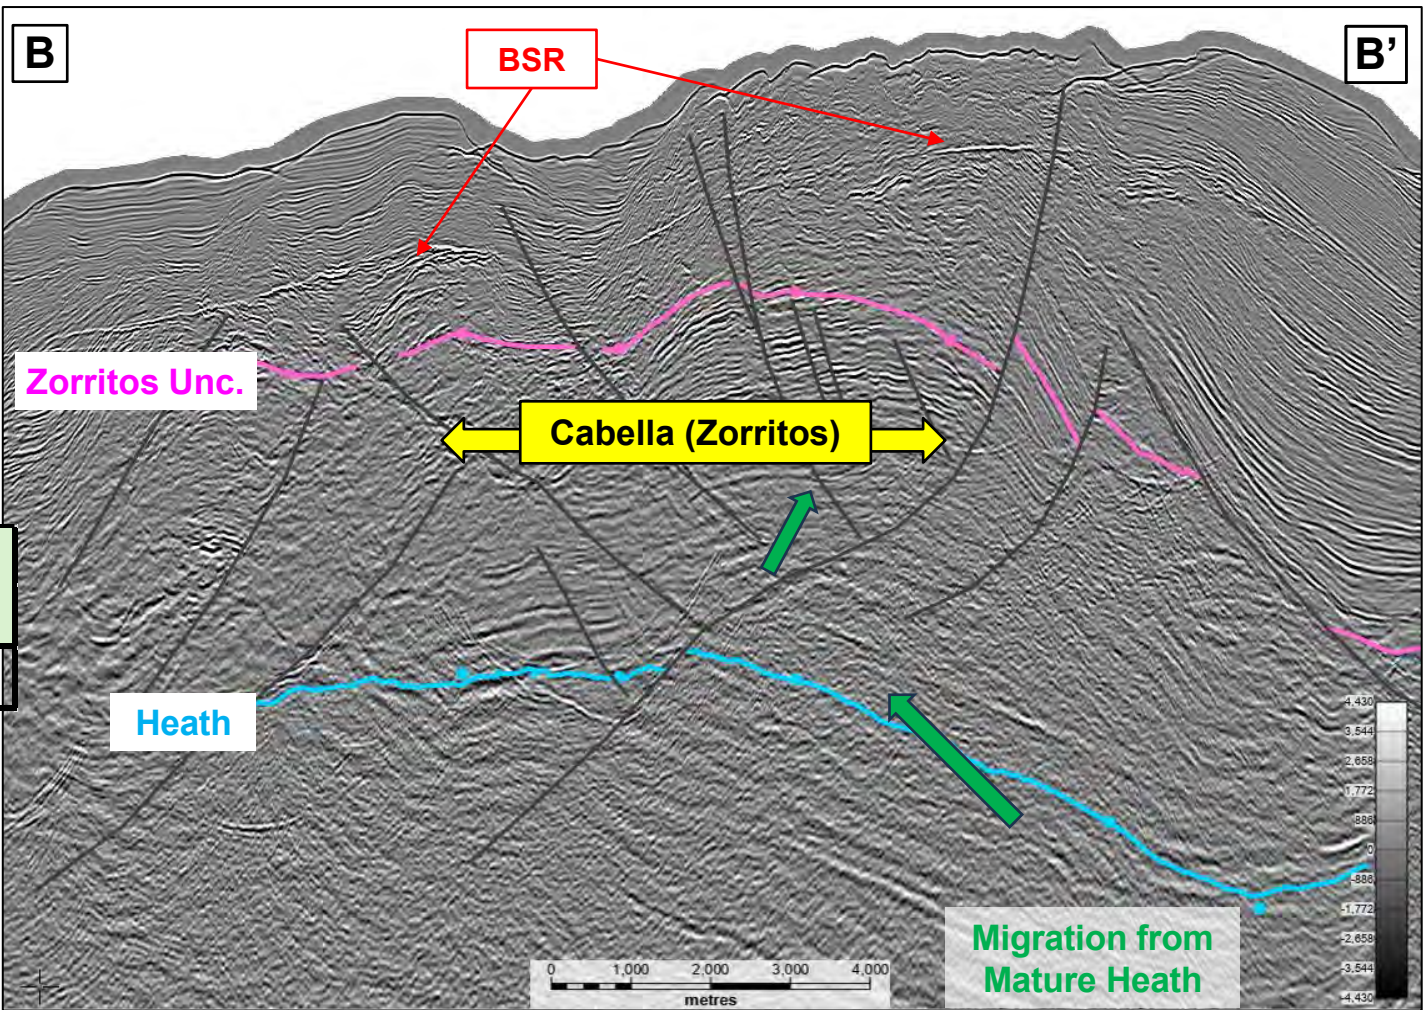 B
BSR
B’
Zorritos Unc.
Cabella (Zorritos)
Heath
Migration from
Mature Heath
0 1,000 2,000 3,000 4,000
metres
4,430
3,544
2,658
1,772
886
0
-886
-1,772
-2,658
-3,544
-4,430